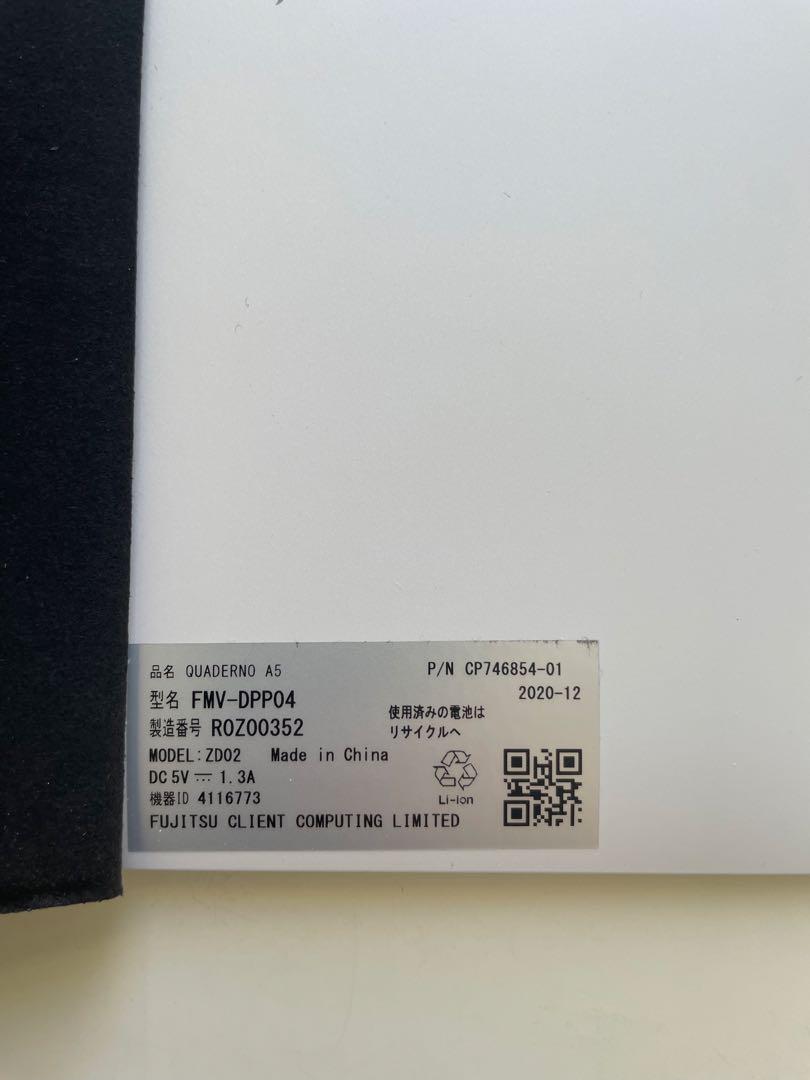 品名 QUADERNO A5
P/N CP746854-01
型名 FMV-DPP04
2020-12
製造番号 R0Z00352
使用済みの電池は
リサイクルへ
MODEL:ZD02 Made in China
DC 5V ⎓ 1.3A
機器ID 4116773
Li-ion
FUJITSU CLIENT COMPUTING LIMITED